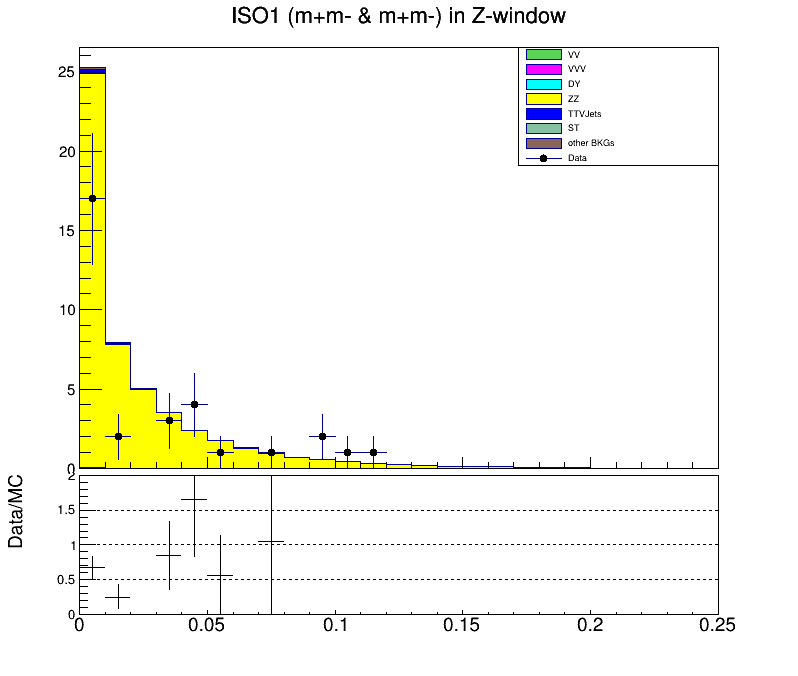 ISO1 (m+m- & m+m-) in Z-window
VV
VVV
DY
ZZ
TTVJets
ST
other BKGs
Data
25
20
15
10
5
0
Data/MC
2
1.5
1
0.5
0
0 0.05 0.1 0.15 0.2 0.25